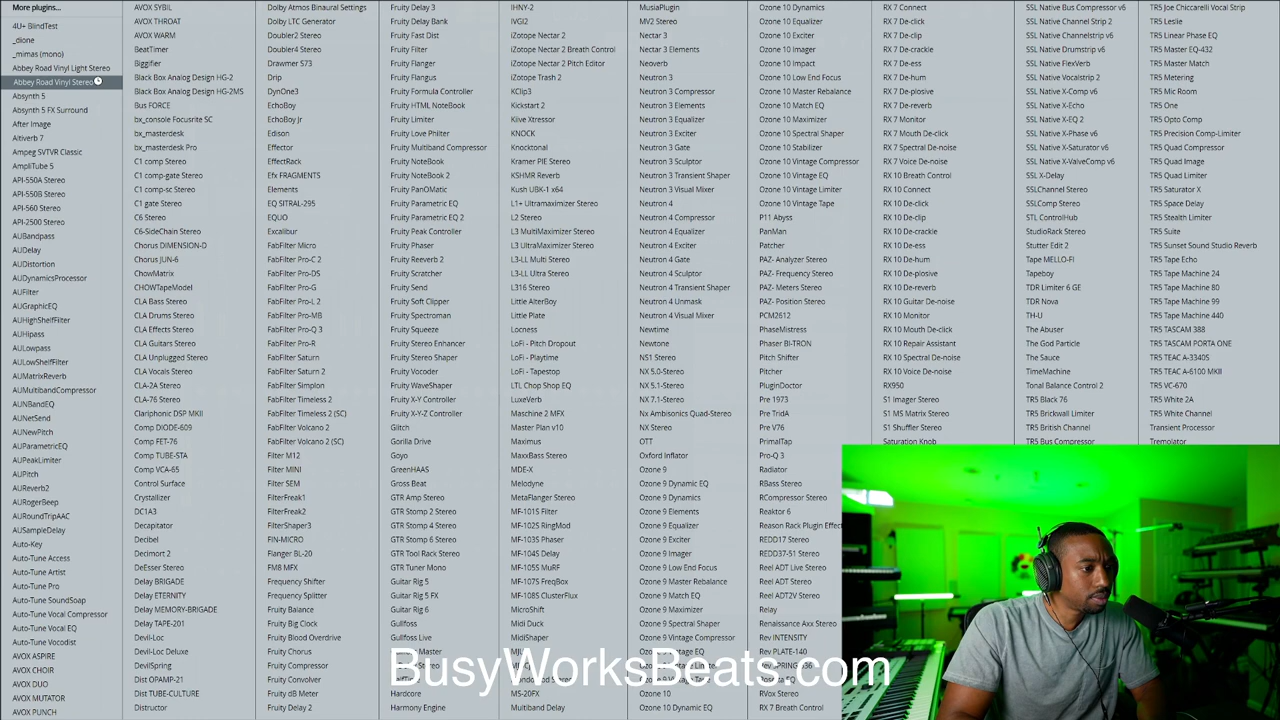 More plugins...
4U+ BlindTest
_dione
_mimas (mono)
Abbey Road Vinyl Light Stereo
Abbey Road Vinyl Stereo
Absynth 5
Absynth 5 FX Surround
After Image
Altiverb 7
Ampeg SVTVR Classic
AmpliTube 5
API-550A Stereo
API-550B Stereo
API-560 Stereo
API-2500 Stereo
AUBandpass
AUDelay
AUDistortion
AUDynamicsProcessor
AUFilter
AUGraphicEQ
AUHighShelfFilter
AUHipass
AULowpass
AULowShelfFilter
AUMatrixReverb
AUMultibandCompressor
AUNBandEQ
AUNetSend
AUNewPitch
AUParametricEQ
AUPeakLimiter
AUPitch
AUReverb2
AURogerBeep
AURoundTripAAC
AUSampleDelay
Auto-Key
Auto-Tune Access
Auto-Tune Artist
Auto-Tune Pro
Auto-Tune SoundSoap
Auto-Tune Vocal Compressor
Auto-Tune Vocal EQ
Auto-Tune Vocodist
AVOX ASPIRE
AVOX CHOIR
AVOX DUO
AVOX MUTATOR
AVOX PUNCH
AVOX SYBIL
AVOX THROAT
AVOX WARM
BeatTimer
Biggifier
Black Box Analog Design HG-2
Black Box Analog Design HG-2MS
Bus FORCE
bx_console Focusrite SC
bx_masterdesk
bx_masterdesk Pro
C1 comp Stereo
C1 comp-gate Stereo
C1 comp-sc Stereo
C1 gate Stereo
C6 Stereo
C6-SideChain Stereo
Chorus DIMENSION-D
Chorus JUN-6
ChowMatrix
CHOWTapeModel
CLA Bass Stereo
CLA Drums Stereo
CLA Effects Stereo
CLA Guitars Stereo
CLA Unplugged Stereo
CLA Vocals Stereo
CLA-2A Stereo
CLA-76 Stereo
Clariphonic DSP MKII
Comp DIODE-609
Comp FET-76
Comp TUBE-STA
Comp VCA-65
Control Surface
Crystallizer
DC1A3
Decapitator
Decibel
Decimort 2
DeEsser Stereo
Delay BRIGADE
Delay ETERNITY
Delay MEMORY-BRIGADE
Delay TAPE-201
Devil-Loc
Devil-Loc Deluxe
DevilSpring
Dist OPAMP-21
Dist TUBE-CULTURE
Distructor
Dolby Atmos Binaural Settings
Dolby LTC Generator
Doubler2 Stereo
Doubler4 Stereo
Drawmer S73
Drip
DynOne3
EchoBoy
EchoBoy Jr
Edison
Effector
EffectRack
Efx FRAGMENTS
Elements
EQ SITRAL-295
EQUO
Excalibur
FabFilter Micro
FabFilter Pro-C 2
FabFilter Pro-DS
FabFilter Pro-G
FabFilter Pro-L 2
FabFilter Pro-MB
FabFilter Pro-Q 3
FabFilter Pro-R
FabFilter Saturn
FabFilter Saturn 2
FabFilter Simplon
FabFilter Timeless 2
FabFilter Timeless 2 (SC)
FabFilter Volcano 2
FabFilter Volcano 2 (SC)
Filter M12
Filter MINI
Filter SEM
FilterFreak1
FilterFreak2
FilterShaper3
FIN-MICRO
Flanger BL-20
FM8 MFX
Frequency Shifter
Frequency Splitter
Fruity Balance
Fruity Big Clock
Fruity Blood Overdrive
Fruity Chorus
Fruity Compressor
Fruity Convolver
Fruity dB Meter
Fruity Delay 2
Fruity Delay 3
Fruity Delay Bank
Fruity Fast Dist
Fruity Filter
Fruity Flanger
Fruity Flangus
Fruity Formula Controller
Fruity HTML NoteBook
Fruity Limiter
Fruity Love Philter
Fruity Multiband Compressor
Fruity NoteBook
Fruity NoteBook 2
Fruity PanOMatic
Fruity Parametric EQ
Fruity Parametric EQ 2
Fruity Peak Controller
Fruity Phaser
Fruity Reeverb 2
Fruity Scratcher
Fruity Send
Fruity Soft Clipper
Fruity Spectroman
Fruity Squeeze
Fruity Stereo Enhancer
Fruity Stereo Shaper
Fruity Vocoder
Fruity WaveShaper
Fruity X-Y Controller
Fruity X-Y-Z Controller
Glitch
Gorilla Drive
Goyo
GreenHAAS
Gross Beat
GTR Amp Stereo
GTR Stomp 2 Stereo
GTR Stomp 4 Stereo
GTR Stomp 6 Stereo
GTR Tool Rack Stereo
GTR Tuner Mono
Guitar Rig 5
Guitar Rig 5 FX
Guitar Rig 6
Gullfoss
Gullfoss Live
Master
Hardcore
Harmony Engine
IHNY-2
IVGI2
iZotope Nectar 2
iZotope Nectar 2 Breath Control
iZotope Nectar 2 Pitch Editor
iZotope Trash 2
KClip3
Kickstart 2
Kiive Xtressor
KNOCK
Knocktonal
Kramer PIE Stereo
KSHMR Reverb
Kush UBK-1 x64
L1+ Ultramaximizer Stereo
L2 Stereo
L3 MultiMaximizer Stereo
L3 UltraMaximizer Stereo
L3-LL Multi Stereo
L3-LL Ultra Stereo
L316 Stereo
Little AlterBoy
Little Plate
Locness
LoFi - Pitch Dropout
LoFi - Playtime
LoFi - Tapestop
LTL Chop Shop EQ
LuxeVerb
Maschine 2 MFX
Master Plan v10
Maximus
MaxxBass Stereo
MDE-X
Melodyne
MetaFlanger Stereo
MF-101S Filter
MF-102S RingMod
MF-103S Phaser
MF-104S Delay
MF-105S MuRF
MF-107S FreqBox
MF-108S ClusterFlux
MicroShift
Midi Duck
MidiShaper
MS-20FX
Multiband Delay
MusiaPlugin
MV2 Stereo
Nectar 3
Nectar 3 Elements
Neoverb
Neutron 3
Neutron 3 Compressor
Neutron 3 Elements
Neutron 3 Equalizer
Neutron 3 Exciter
Neutron 3 Gate
Neutron 3 Sculptor
Neutron 3 Transient Shaper
Neutron 3 Visual Mixer
Neutron 4
Neutron 4 Compressor
Neutron 4 Equalizer
Neutron 4 Exciter
Neutron 4 Gate
Neutron 4 Sculptor
Neutron 4 Transient Shaper
Neutron 4 Unmask
Neutron 4 Visual Mixer
Newtime
Newtone
NS1 Stereo
NX 5.0-Stereo
NX 5.1-Stereo
NX 7.1-Stereo
Nx Ambisonics Quad-Stereo
NX Stereo
OTT
Oxford Inflator
Ozone 9
Ozone 9 Dynamics
Ozone 9 Elements
Ozone 9 Equalizer
Ozone 9 Exciter
Ozone 9 Imager
Ozone 9 Low End Focus
Ozone 9 Master Rebalance
Ozone 9 Match EQ
Ozone 9 Maximizer
Ozone 9 Spectral Shaper
Ozone 9 Vintage Compressor
Ozone 10
Ozone 10 Dynamic EQ
Ozone 10 Dynamics
Ozone 10 Equalizer
Ozone 10 Exciter
Ozone 10 Imager
Ozone 10 Impact
Ozone 10 Low End Focus
Ozone 10 Master Rebalance
Ozone 10 Match EQ
Ozone 10 Maximizer
Ozone 10 Spectral Shaper
Ozone 10 Stabilizer
Ozone 10 Vintage Compressor
Ozone 10 Vintage EQ
Ozone 10 Vintage Limiter
Ozone 10 Vintage Tape
P11 Abyss
PanMan
Patcher
PAZ- Analyzer Stereo
PAZ- Frequency Stereo
PAZ- Meters Stereo
PAZ- Position Stereo
PCM2612
PhaseMistress
Phaser BI-TRON
Pitch Shifter
Pitcher
PluginDoctor
Pre 1973
Pre TridA
Pre V76
PrimalTap
Pro-Q 3
Radiator
RBass Stereo
RCompressor Stereo
Reaktor 6
Reason Rack Plugin Effec
REDD17 Stereo
REDD37-51 Stereo
Reel ADT Live Stereo
Reel ADT Stereo
Reel ADT2V Stereo
Relay
Renaissance Axx Stereo
Rev INTENSITY
Rev PLATE-140
RVox Stereo
RX 7 Breath Control
RX 7 Connect
RX 7 De-click
RX 7 De-clip
RX 7 De-crackle
RX 7 De-ess
RX 7 De-hum
RX 7 De-plosive
RX 7 De-reverb
RX 7 Monitor
RX 7 Mouth De-click
RX 7 Spectral De-noise
RX 7 Voice De-noise
RX 10 Breath Control
RX 10 Connect
RX 10 De-click
RX 10 De-clip
RX 10 De-crackle
RX 10 De-ess
RX 10 De-hum
RX 10 De-plosive
RX 10 De-reverb
RX 10 Guitar De-noise
RX 10 Monitor
RX 10 Mouth De-click
RX 10 Repair Assistant
RX 10 Spectral De-noise
RX 10 Voice De-noise
RX950
S1 Imager Stereo
S1 MS Matrix Stereo
S1 Shuffler Stereo
Saturation Knob
SSL Native Bus Compressor v6
SSL Native Channel Strip 2
SSL Native Channelstrip v6
SSL Native Drumstrip v6
SSL Native FlexVerb
SSL Native Vocalstrip 2
SSL Native X-Comp v6
SSL Native X-Echo
SSL Native X-EQ 2
SSL Native X-Phase v6
SSL Native X-Saturator v6
SSL Native X-ValveComp v6
SSL X-Delay
SSLChannel Stereo
SSLComp Stereo
STL ControlHub
StudioRack Stereo
Stutter Edit 2
Tape MELLO-FI
Tapeboy
TDR Limiter 6 GE
TDR Nova
TH-U
The Abuser
The God Particle
The Sauce
TimeMachine
Tonal Balance Control 2
TR5 Black 76
TR5 Brickwall Limiter
TR5 British Channel
TR5 Bus Compressor
TR5 Joe Chiccarelli Vocal Strip
TR5 Leslie
TR5 Linear Phase EQ
TR5 Master EQ-432
TR5 Master Match
TR5 Metering
TR5 Mic Room
TR5 One
TR5 Opto Comp
TR5 Precision Comp-Limiter
TR5 Quad Compressor
TR5 Quad Image
TR5 Quad Limiter
TR5 Saturator X
TR5 Space Delay
TR5 Stealth Limiter
TR5 Suite
TR5 Sunset Sound Studio Reverb
TR5 Tape Echo
TR5 Tape Machine 24
TR5 Tape Machine 80
TR5 Tape Machine 99
TR5 Tape Machine 440
TR5 TASCAM 388
TR5 TASCAM PORTA ONE
TR5 TEAC A-3340S
TR5 TEAC A-6100 MKII
TR5 VC-670
TR5 White 2A
TR5 White Channel
Transient Processor
Tremolator
BusyWorksBeats.com